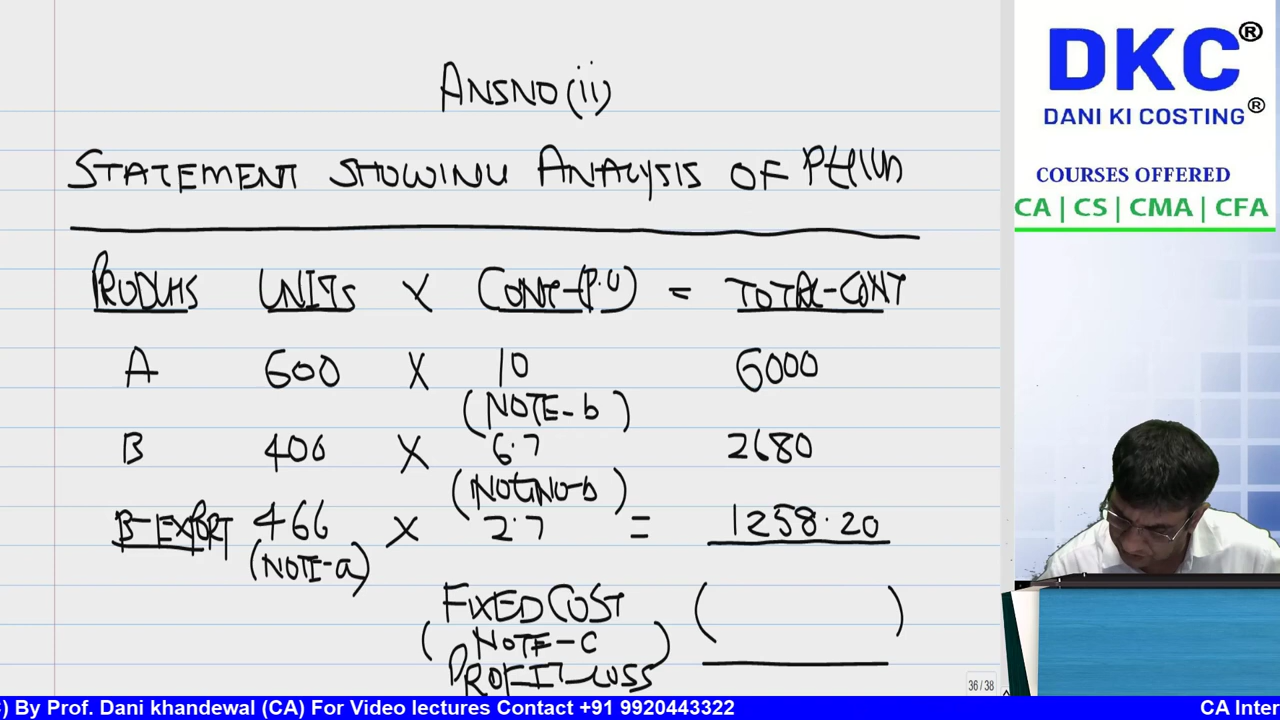 ANSNO (ii)
STATEMENT SHOWING ANALYSIS OF
PRODUCTS UNITS X CONT-(P.U) = TOTAL-CONT
A 600 X 10 6000
(NOTE-b)
B 400 X 6.7 2680
(NOTENO-b)
B-EXPORT 466 X 2.7 = 1258.20
(NOTE-a)
FIXED COST ( )
(NOTE-C)
PROFIT-LOSS
36 / 38
DKC®
DANI KI COSTING®
COURSES OFFERED
CA | CS | CMA | CFA
) By Prof. Dani khandewal (CA) For Video lectures Contact +91 9920443322
CA Inter